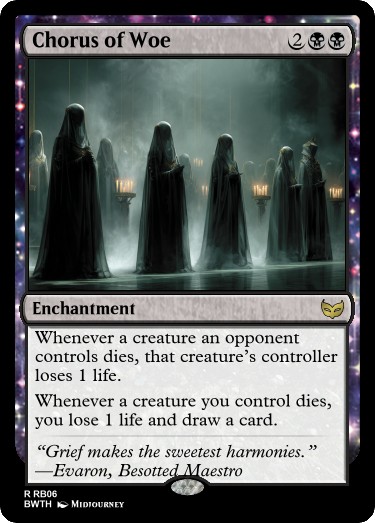 Chorus of Woe 2
Enchantment
Whenever a creature an opponent
controls dies, that creature's controller
loses 1 life.
Whenever a creature you control dies,
you lose 1 life and draw a card.
“Grief makes the sweetest harmonies.”
—Evaron, Besotted Maestro
R RB06
BWTH Midjourney